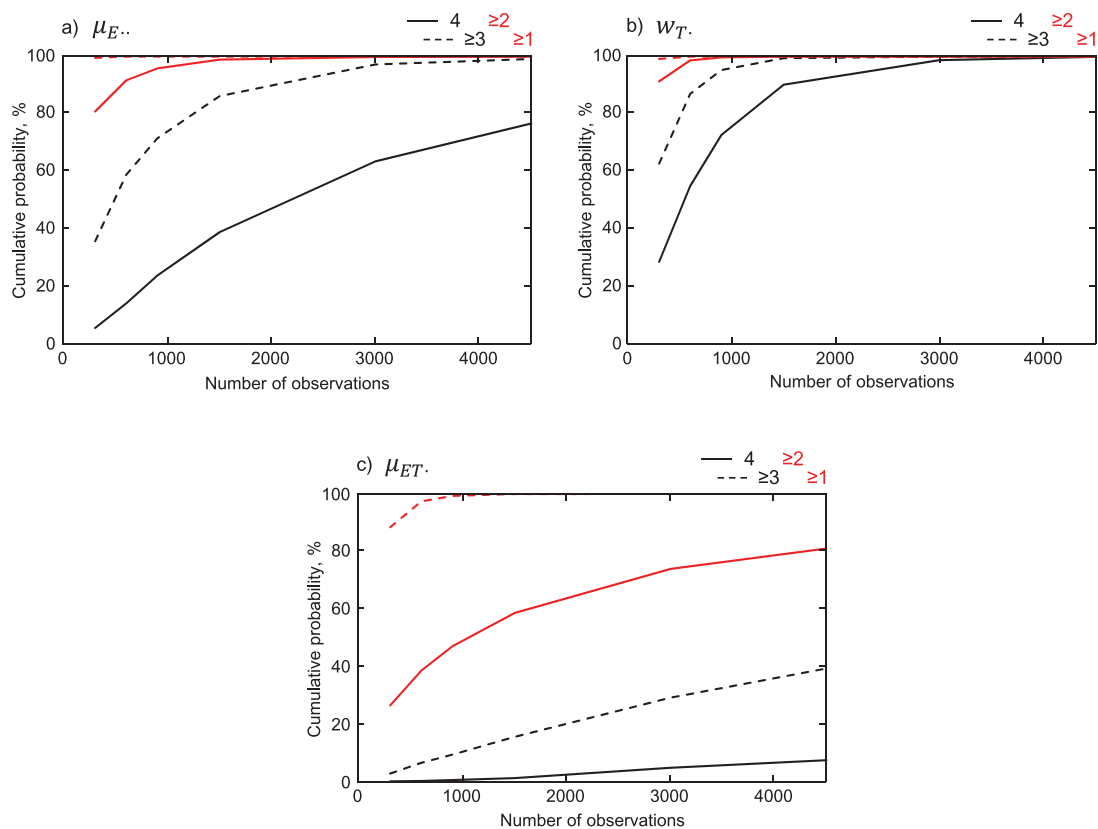 a) μE·· 4 ≥2
≥3 ≥1
100
80
60
40
20
0
Cumulative probability, %
0 1000 2000 3000 4000
Number of observations
b) wT· 4 ≥2
≥3 ≥1
100
80
60
40
20
0
Cumulative probability, %
0 1000 2000 3000 4000
Number of observations
c) μET· 4 ≥2
≥3 ≥1
100
80
60
40
20
0
Cumulative probability, %
0 1000 2000 3000 4000
Number of observations